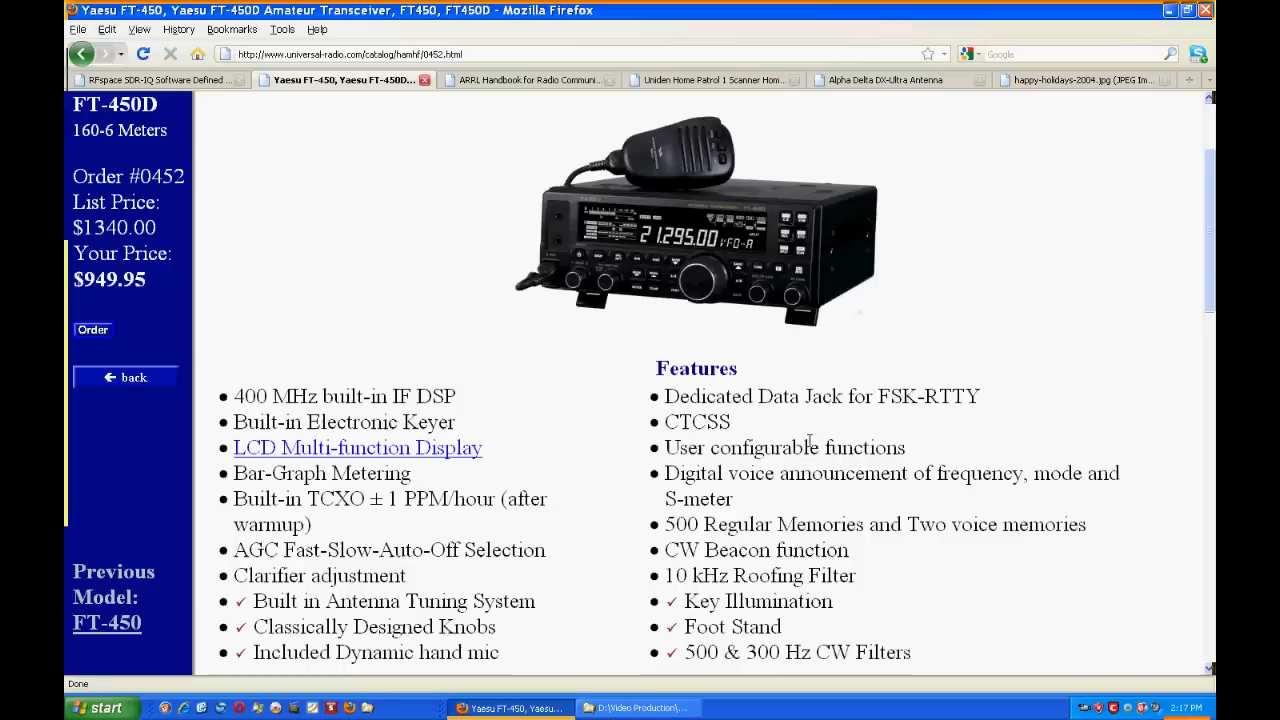 Yaesu FT-450, Yaesu FT-450D Amateur Transceiver, FT450, FT450D - Mozilla Firefox
File Edit View History Bookmarks Tools Help
http://www.universal-radio.com/catalog/hamhf/0452.html
Google
RFspace SDR-IQ Software Defined ...
Yaesu FT-450, Yaesu FT-450D...
ARRL Handbook for Radio Communi...
Uniden Home Patrol 1 Scanner Hom...
Alpha Delta DX-Ultra Antenna
happy-holidays-2004.jpg (JPEG Im...
FT-450D
160-6 Meters
Order #0452
List Price:
$1340.00
Your Price:
$949.95
Order
back
Previous
Model:
FT-450
21.295.00 VFO-A
Features
400 MHz built-in IF DSP
Built-in Electronic Keyer
LCD Multi-function Display
Bar-Graph Metering
Built-in TCXO ± 1 PPM/hour (after
warmup)
AGC Fast-Slow-Auto-Off Selection
Clarifier adjustment
✓ Built in Antenna Tuning System
✓ Classically Designed Knobs
✓ Included Dynamic hand mic
Dedicated Data Jack for FSK-RTTY
CTCSS
User configurable functions
Digital voice announcement of frequency, mode and
S-meter
500 Regular Memories and Two voice memories
CW Beacon function
10 kHz Roofing Filter
✓ Key Illumination
✓ Foot Stand
✓ 500 & 300 Hz CW Filters
Done
start
Yaesu FT-450, Yaesu...
D:\Video Production\...
2:17 PM